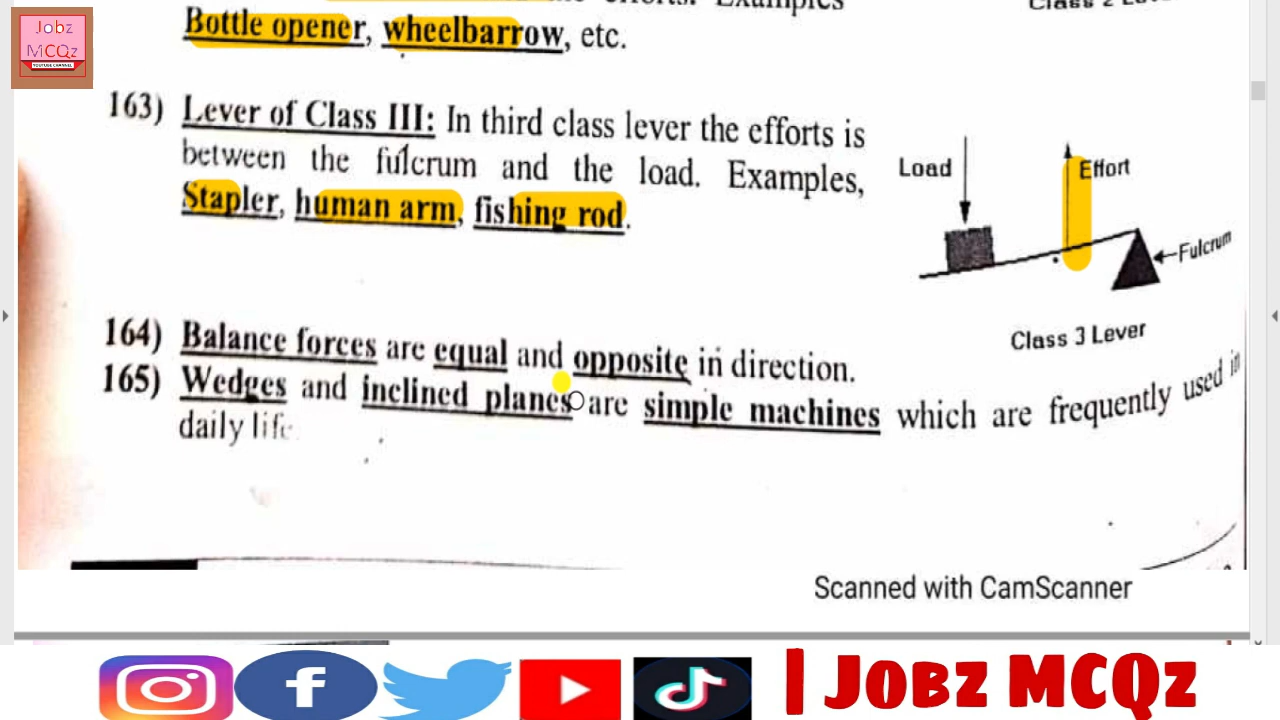 Jobz
MCQz
YOUTUBE CHANNEL
Bottle opener, wheelbarrow, etc.
163) Lever of Class III: In third class lever the efforts is
between the fulcrum and the load. Examples,
Stapler, human arm, fishing rod.
Load
Effort
Fulcrum
Class 3 Lever
164) Balance forces are equal and opposite in direction.
165) Wedges and inclined planes are simple machines which are frequently used in
daily life
Scanned with CamScanner
| Jobz MCQz